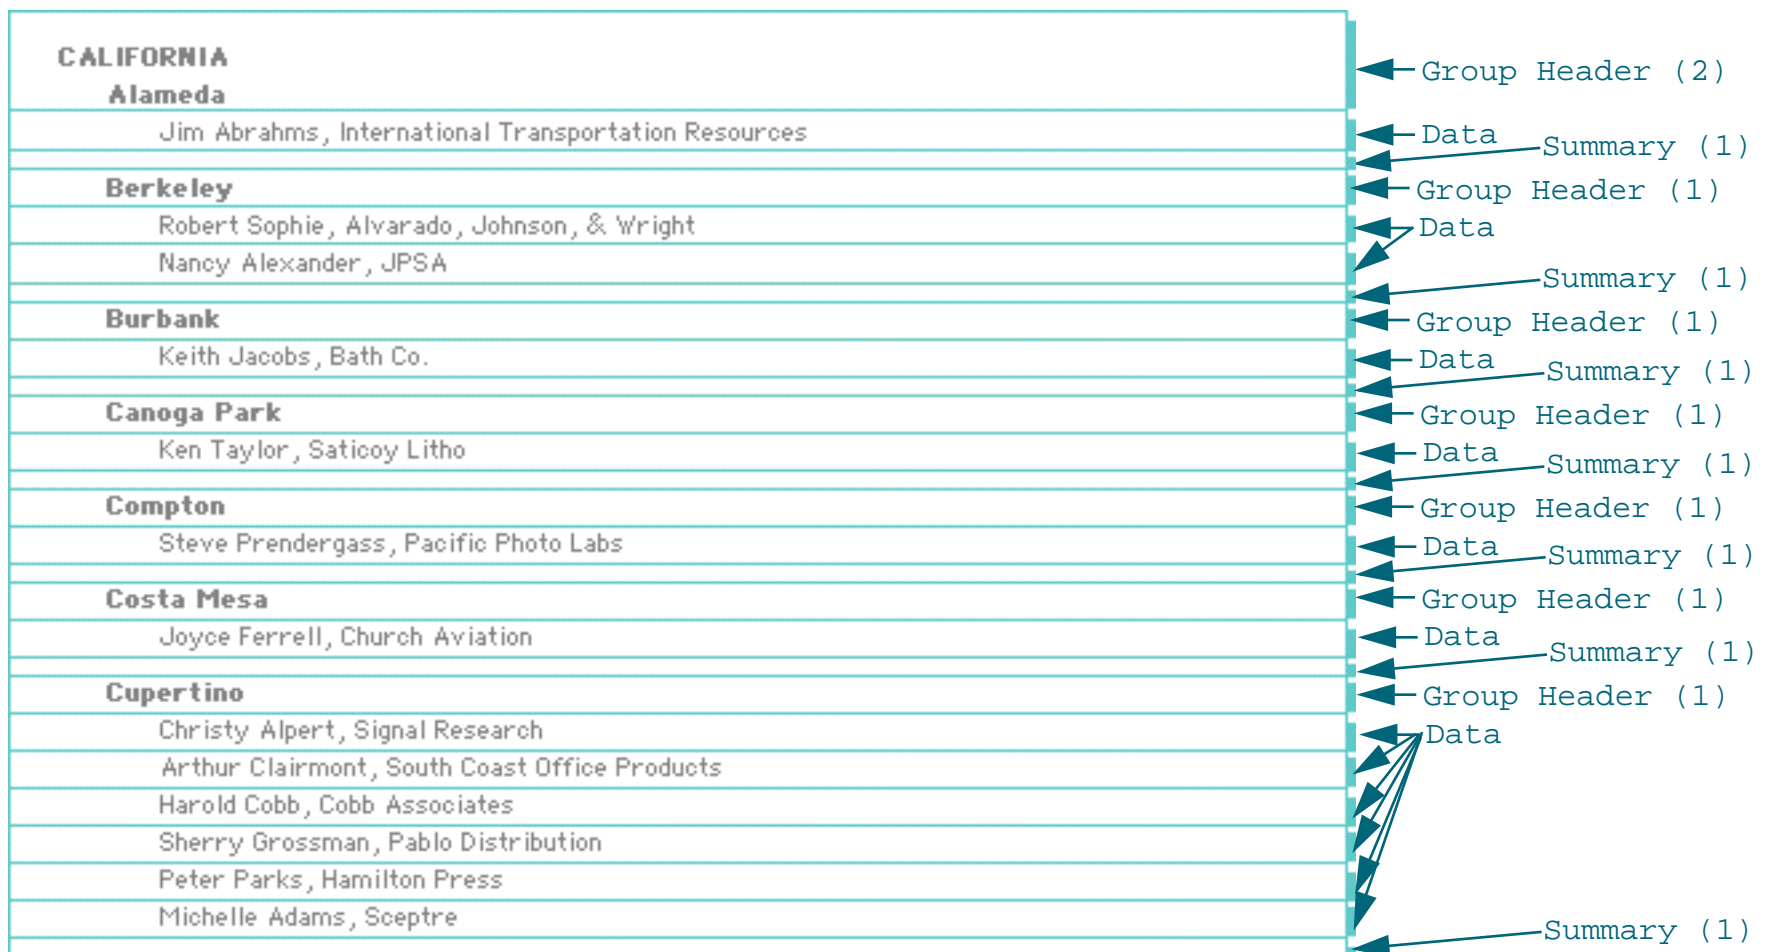 CALIFORNIA
Group Header (2)
Alameda
Jim Abrahms, International Transportation Resources
Data
Summary (1)
Berkeley
Group Header (1)
Robert Sophie, Alvarado, Johnson, & Wright
Data
Nancy Alexander, JPSA
Summary (1)
Burbank
Group Header (1)
Keith Jacobs, Bath Co.
Data
Summary (1)
Canoga Park
Group Header (1)
Ken Taylor, Saticoy Litho
Data
Summary (1)
Compton
Group Header (1)
Steve Prendergass, Pacific Photo Labs
Data
Summary (1)
Costa Mesa
Group Header (1)
Joyce Ferrell, Church Aviation
Data
Summary (1)
Cupertino
Group Header (1)
Christy Alpert, Signal Research
Data
Arthur Clairmont, South Coast Office Products
Harold Cobb, Cobb Associates
Sherry Grossman, Pablo Distribution
Peter Parks, Hamilton Press
Michelle Adams, Sceptre
Summary (1)